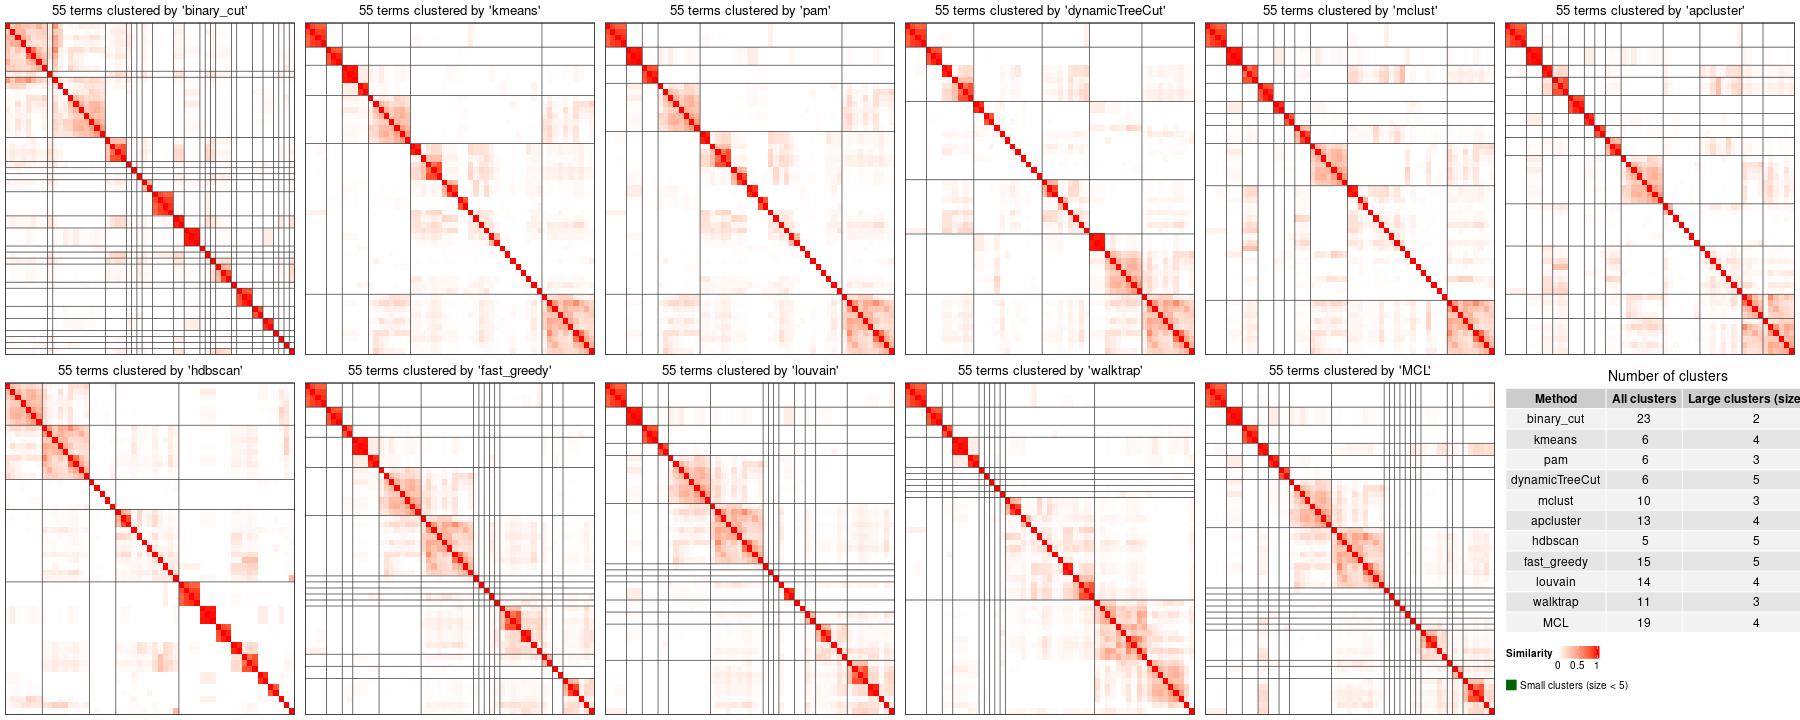 55 terms clustered by 'binary_cut'
55 terms clustered by 'kmeans'
55 terms clustered by 'pam'
55 terms clustered by 'dynamicTreeCut'
55 terms clustered by 'mclust'
55 terms clustered by 'apcluster'
55 terms clustered by 'hdbscan'
55 terms clustered by 'fast_greedy'
55 terms clustered by 'louvain'
55 terms clustered by 'walktrap'
55 terms clustered by 'MCL'
Number of clusters
Method All clusters Large clusters (size
binary_cut 23 2
kmeans 6 4
pam 6 3
dynamicTreeCut 6 5
mclust 10 3
apcluster 13 4
hdbscan 5 5
fast_greedy 15 5
louvain 14 4
walktrap 11 3
MCL 19 4
Similarity
0 0.5 1
Small clusters (size < 5)